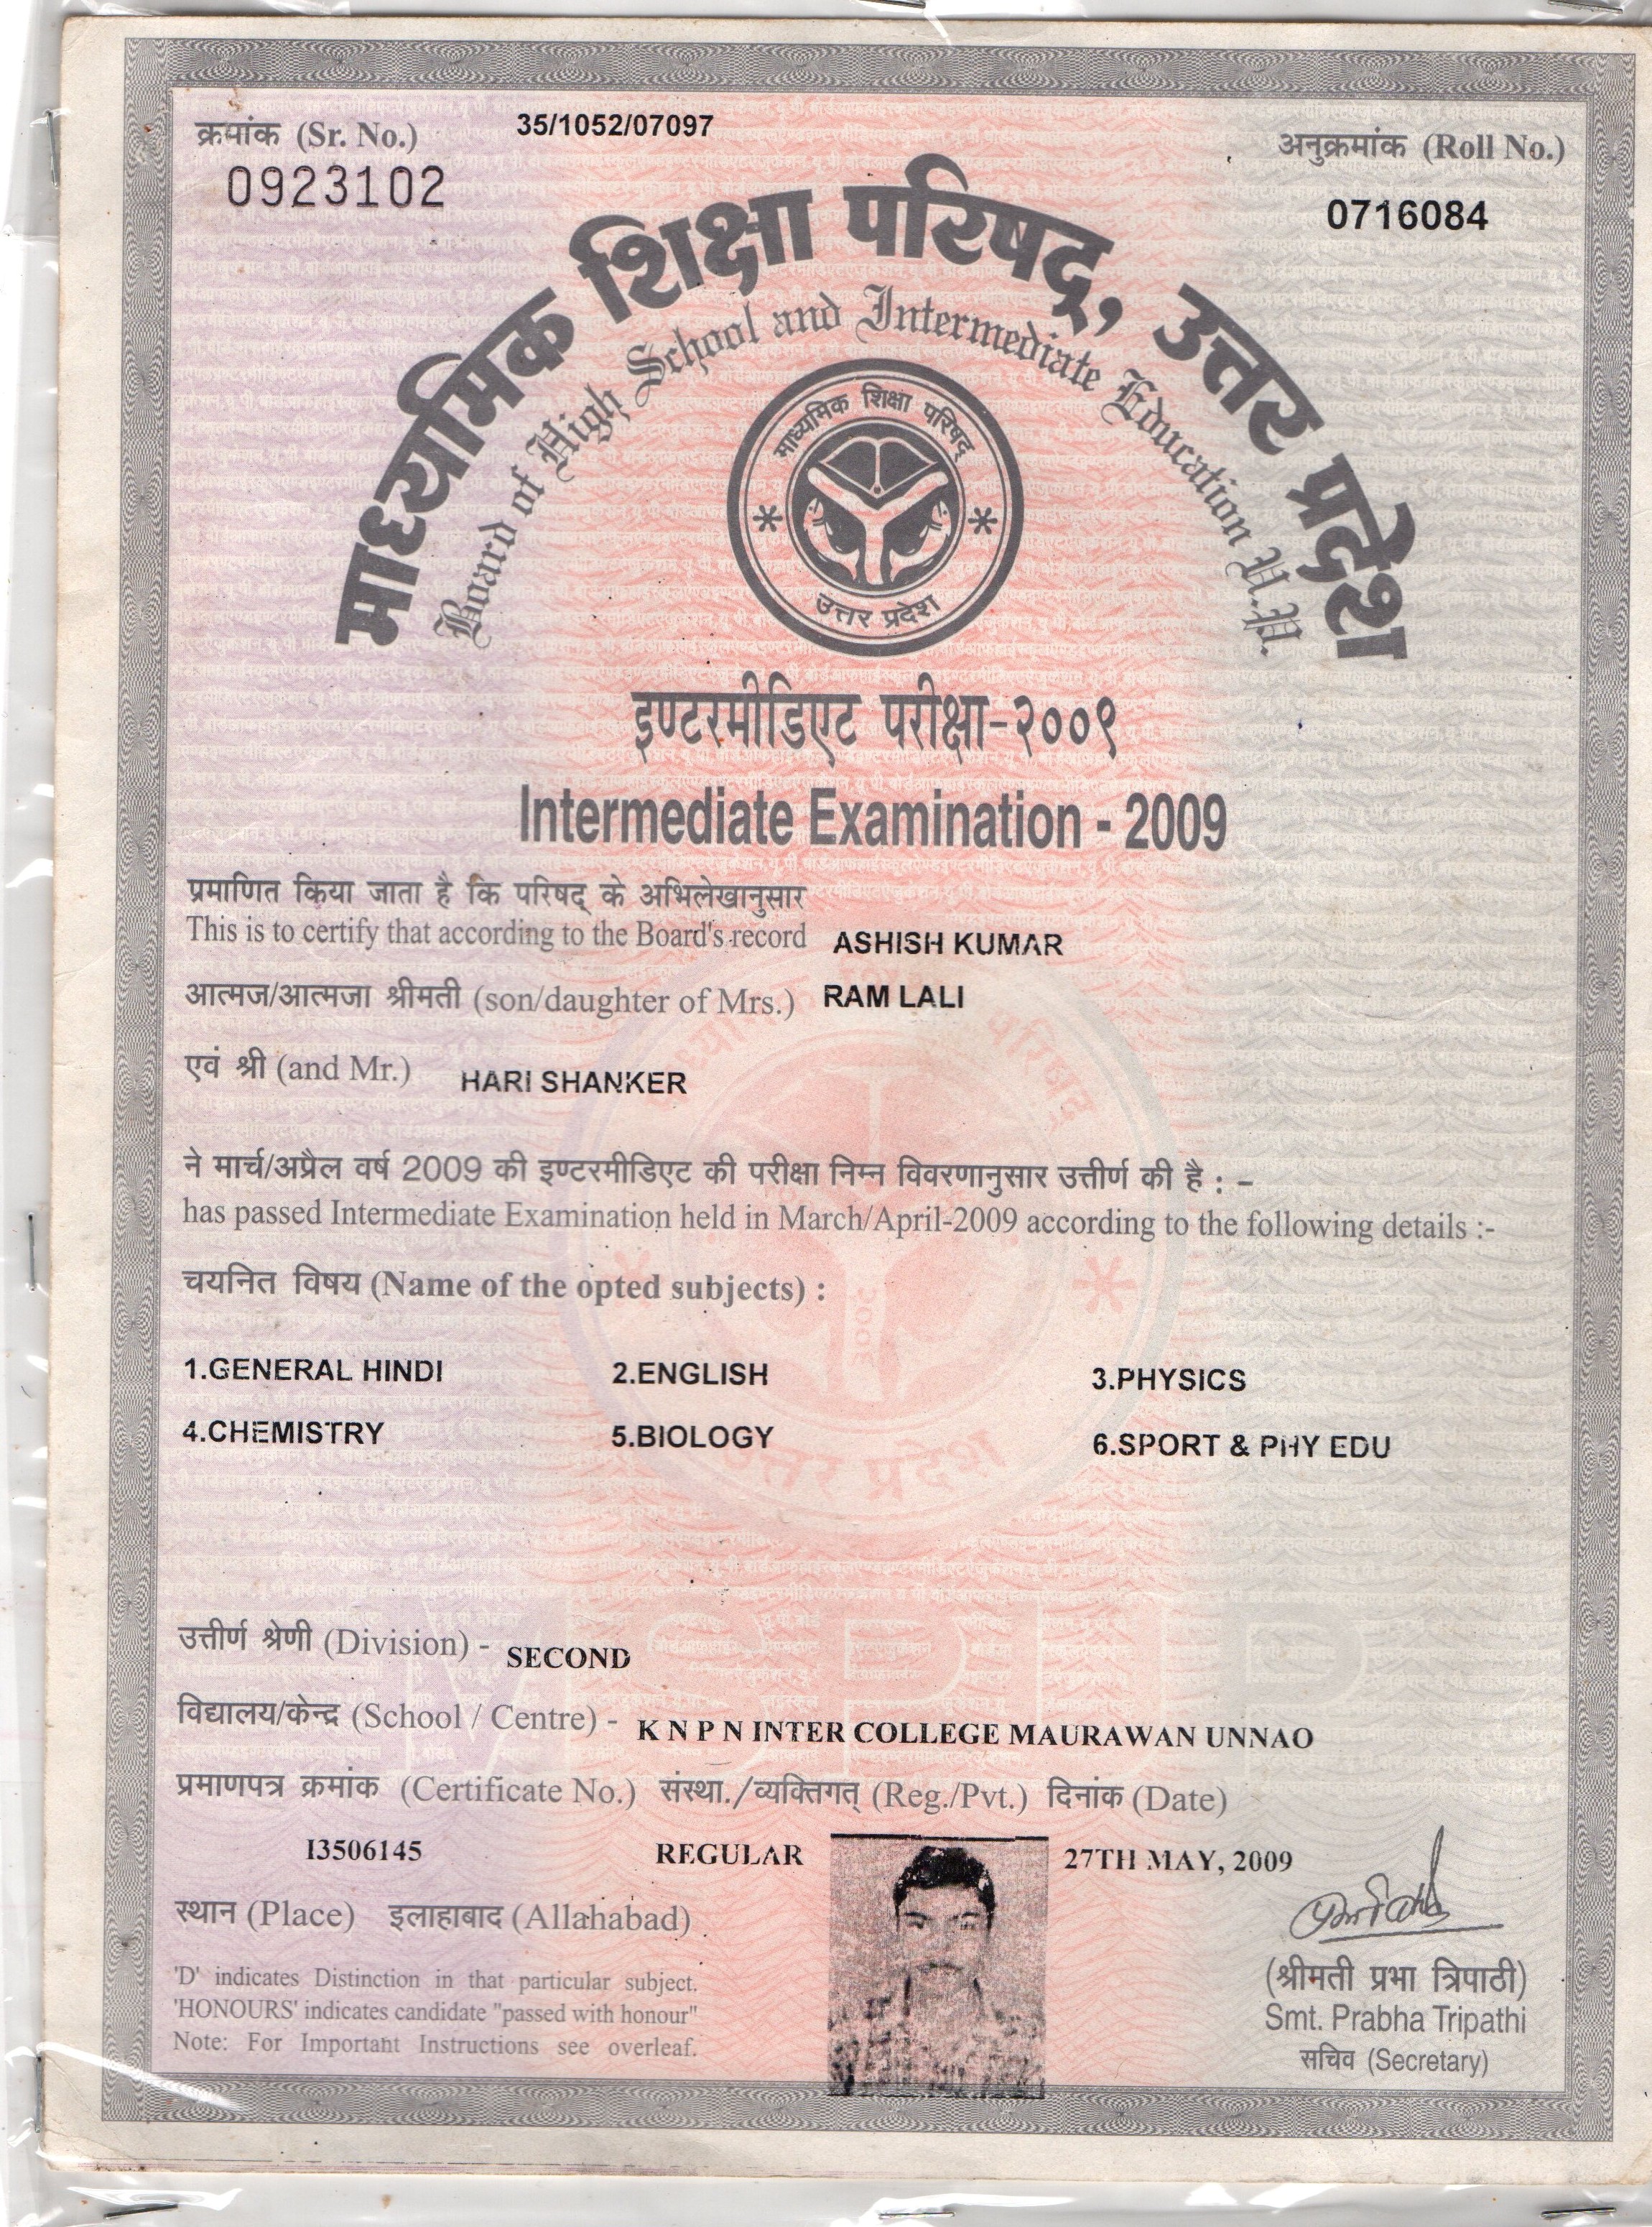 क्रमांक (Sr. No.)
35/1052/07097
अनुक्रमांक (Roll No.)
0923102
0716084
माध्यमिक शिक्षा परिषद्, उत्तर प्रदेश
Board of High School and Intermediate Education U.P.
माध्यमिक शिक्षा परिषद्
उत्तर प्रदेश
इण्टरमीडिएट परीक्षा-२००९
Intermediate Examination - 2009
प्रमाणित किया जाता है कि परिषद् के अभिलेखानुसार
This is to certify that according to the Board's record ASHISH KUMAR
आत्मज/आत्मजा श्रीमती (son/daughter of Mrs.) RAM LALI
एवं श्री (and Mr.) HARI SHANKER
ने मार्च/अप्रैल वर्ष 2009 की इण्टरमीडिएट की परीक्षा निम्न विवरणानुसार उत्तीर्ण की है : –
has passed Intermediate Examination held in March/April-2009 according to the following details :-
चयनित विषय (Name of the opted subjects) :
1.GENERAL HINDI 2.ENGLISH 3.PHYSICS
4.CHEMISTRY 5.BIOLOGY 6.SPORT & PHY EDU
उत्तीर्ण श्रेणी (Division) - SECOND
विद्यालय/केन्द्र (School / Centre) - K N P N INTER COLLEGE MAURAWAN UNNAO
प्रमाणपत्र क्रमांक (Certificate No.) संस्था./व्यक्तिगत् (Reg./Pvt.) दिनांक (Date)
I3506145 REGULAR 27TH MAY, 2009
स्थान (Place) इलाहाबाद (Allahabad)
'D' indicates Distinction in that particular subject.
'HONOURS' indicates candidate "passed with honour"
Note: For Important Instructions see overleaf.
(श्रीमती प्रभा त्रिपाठी)
Smt. Prabha Tripathi
सचिव (Secretary)